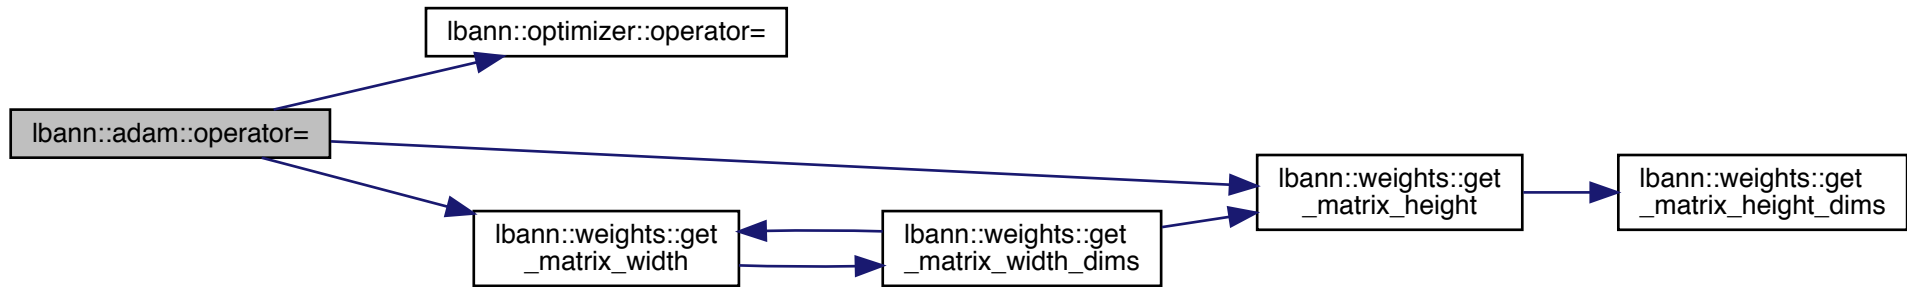 lbann::optimizer::operator=
lbann::adam::operator=
lbann::weights::get
_matrix_width
lbann::weights::get
_matrix_width_dims
lbann::weights::get
_matrix_height
lbann::weights::get
_matrix_height_dims